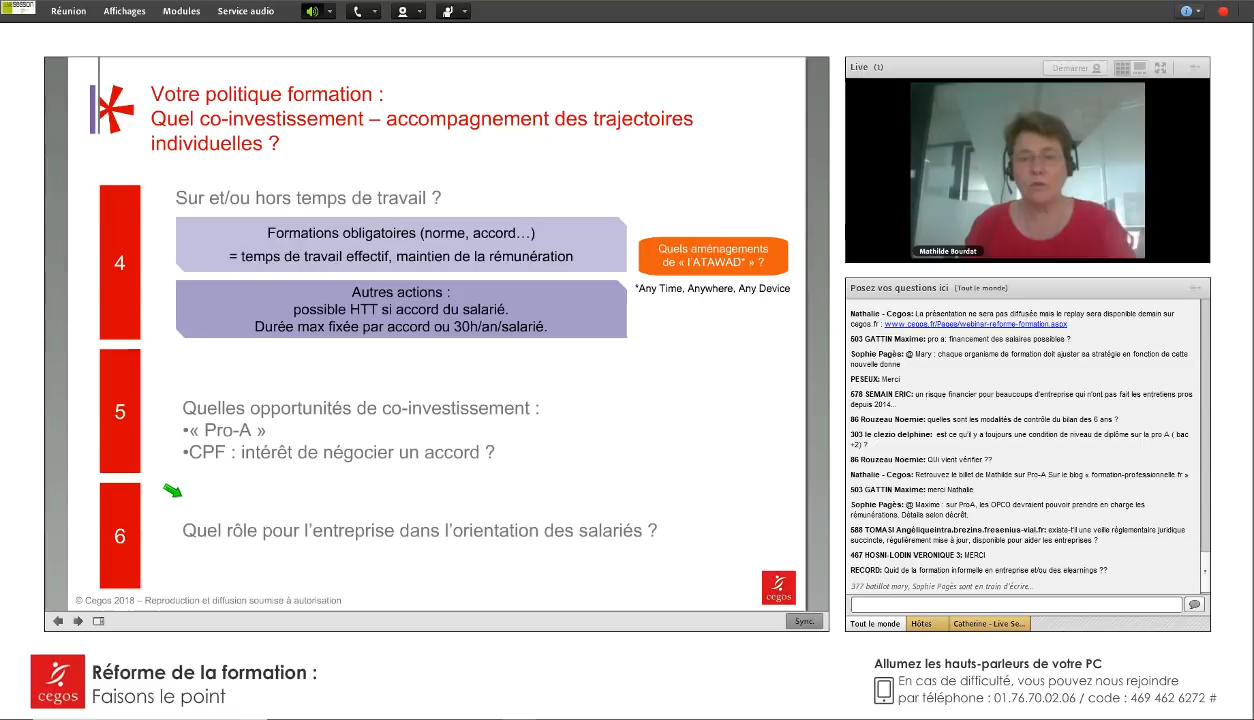 Réunion Affichages Modules Service audio
Votre politique formation :
Quel co-investissement – accompagnement des trajectoires
individuelles ?
4
Sur et/ou hors temps de travail ?
Formations obligatoires (norme, accord…)
= temps de travail effectif, maintien de la rémunération
Quels aménagements
de « l’ATAWAD* » ?
*Any Time, Anywhere, Any Device
Autres actions :
possible HTT si accord du salarié.
Durée max fixée par accord ou 30h/an/salarié.
5
Quelles opportunités de co-investissement :
•« Pro-A »
•CPF : intérêt de négocier un accord ?
6
Quel rôle pour l’entreprise dans l’orientation des salariés ?
© Cegos 2018 – Reproduction et diffusion soumise à autorisation
cegos
Sync.
Live (1)
Démarrer
Mathilde Bourdat
Posez vos questions ici (Tout le monde)
Nathalie - Cegos: La présentation ne sera pas diffusée mais le replay sera disponible demain sur
cegos.fr : www.cegos.fr/Pages/webinar-reforme-formation.aspx
503 GATTIN Maxime: pro a: financement des salaires possibles ?
Sophie Pagès: @ Mary : chaque organisme de formation doit ajuster sa stratégie en fonction de cette
nouvelle donne
PESEUX: Merci
578 SEMAIN ERIC: un risque financier pour beaucoup d'entreprise qui n'ont pas fait les entretiens pros
depuis 2014...
86 Rouzeau Noemie: quelles sont les modalités de contrôle du bilan des 6 ans ?
303 le clezio delphine: est ce qu'il y a toujours une condition de niveau de diplôme sur la pro A ( bac
+2) ?
86 Rouzeau Noemie: QUi vient vérifier ??
Nathalie - Cegos: Retrouvez le billet de Mathilde sur Pro-A Sur le blog « formation-professionnelle.fr »
503 GATTIN Maxime: merci Nathalie
Sophie Pagès: @ Maxime : sur ProA, les OPCO devraient pouvoir prendre en charge les
rémunérations. Détails selon décret.
588 TOMASI Angéliqueintra.brezins.fresenius-vial.fr: existe-t'il une veille réglementaire juridique
succincte, régulièrement mise à jour, disponible pour aider les entreprises ?
467 HOSNI-LODIN VERONIQUE 3: MERCI
RECORD: Quid de la formation informelle en entreprise et/ou des elearnings ??
377 batillot mary, Sophie Pagès sont en train d'écrire...
Tout le monde Hôtes Catherine - Live Se...
cegos
Réforme de la formation :
Faisons le point
Allumez les hauts-parleurs de votre PC
En cas de difficulté, vous pouvez nous rejoindre
par téléphone : 01.76.70.02.06 / code : 469 462 6272 #